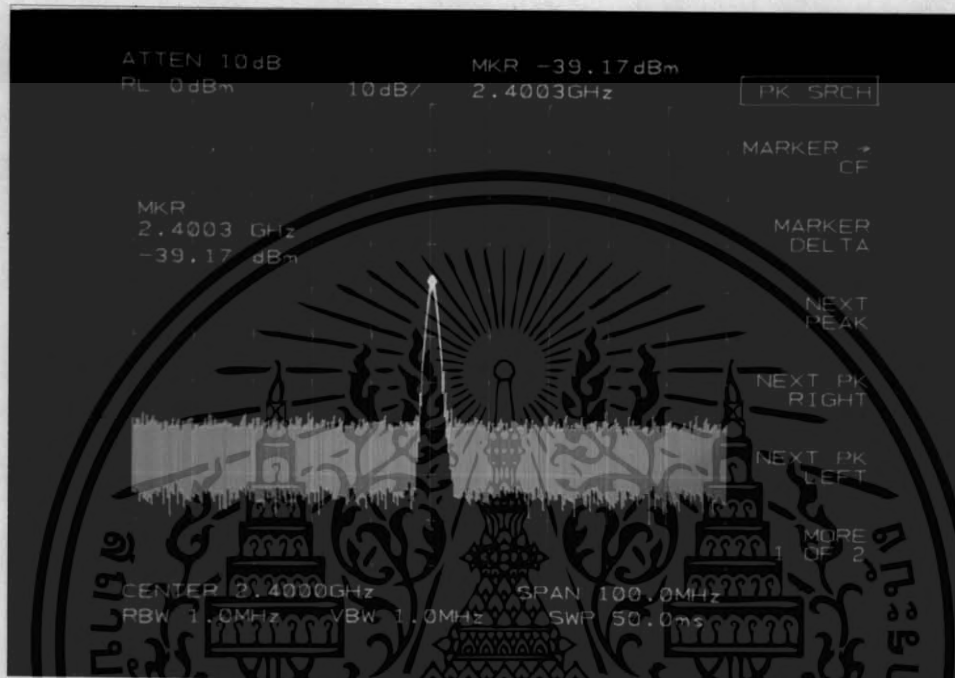 ATTEN 10dB
RL 0dBm
10dB/
MKR -39.17dBm
2.4003GHz
PK SRCH
MARKER →
CF
MKR
2.4003 GHz
-39.17 dBm
MARKER
DELTA
NEXT
PEAK
NEXT PK
RIGHT
NEXT PK
LEFT
MORE
1 OF 2
CENTER 2.4000GHz
SPAN 100.0MHz
RBW 1.0MHz
VBW 1.0MHz
SWP 50.0ms